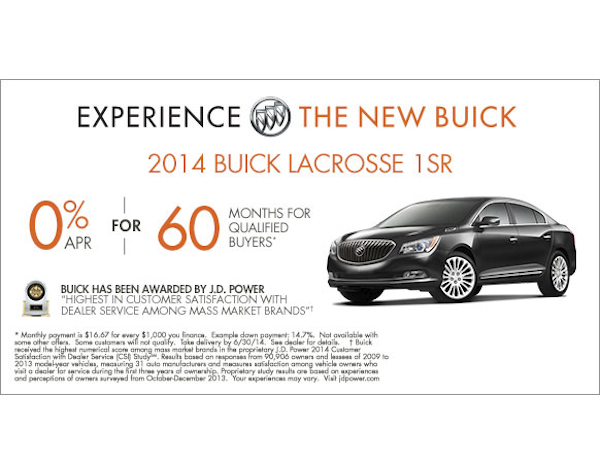 EXPERIENCE THE NEW BUICK
2014 BUICK LACROSSE 1SR
0% APR FOR 60 MONTHS FOR
QUALIFIED
BUYERS*
BUICK HAS BEEN AWARDED BY J.D. POWER
"HIGHEST IN CUSTOMER SATISFACTION WITH
DEALER SERVICE AMONG MASS MARKET BRANDS"†
* Monthly payment is $16.67 for every $1,000 you finance. Example down payment: 14.7%. Not available with
some other offers. Some customers will not qualify. Take delivery by 6/30/14. See dealer for details. † Buick
received the highest numerical score among mass market brands in the proprietary J.D. Power 2014 Customer
Satisfaction with Dealer Service (CSI) Study℠. Results based on responses from 90,906 owners and lessees of 2009 to
2013 model-year vehicles, measuring 31 auto manufacturers and measures satisfaction among vehicle owners who
visit a dealer for service during the first three years of ownership. Proprietary study results are based on experiences
and perceptions of owners surveyed from October-December 2013. Your experiences may vary. Visit jdpower.com